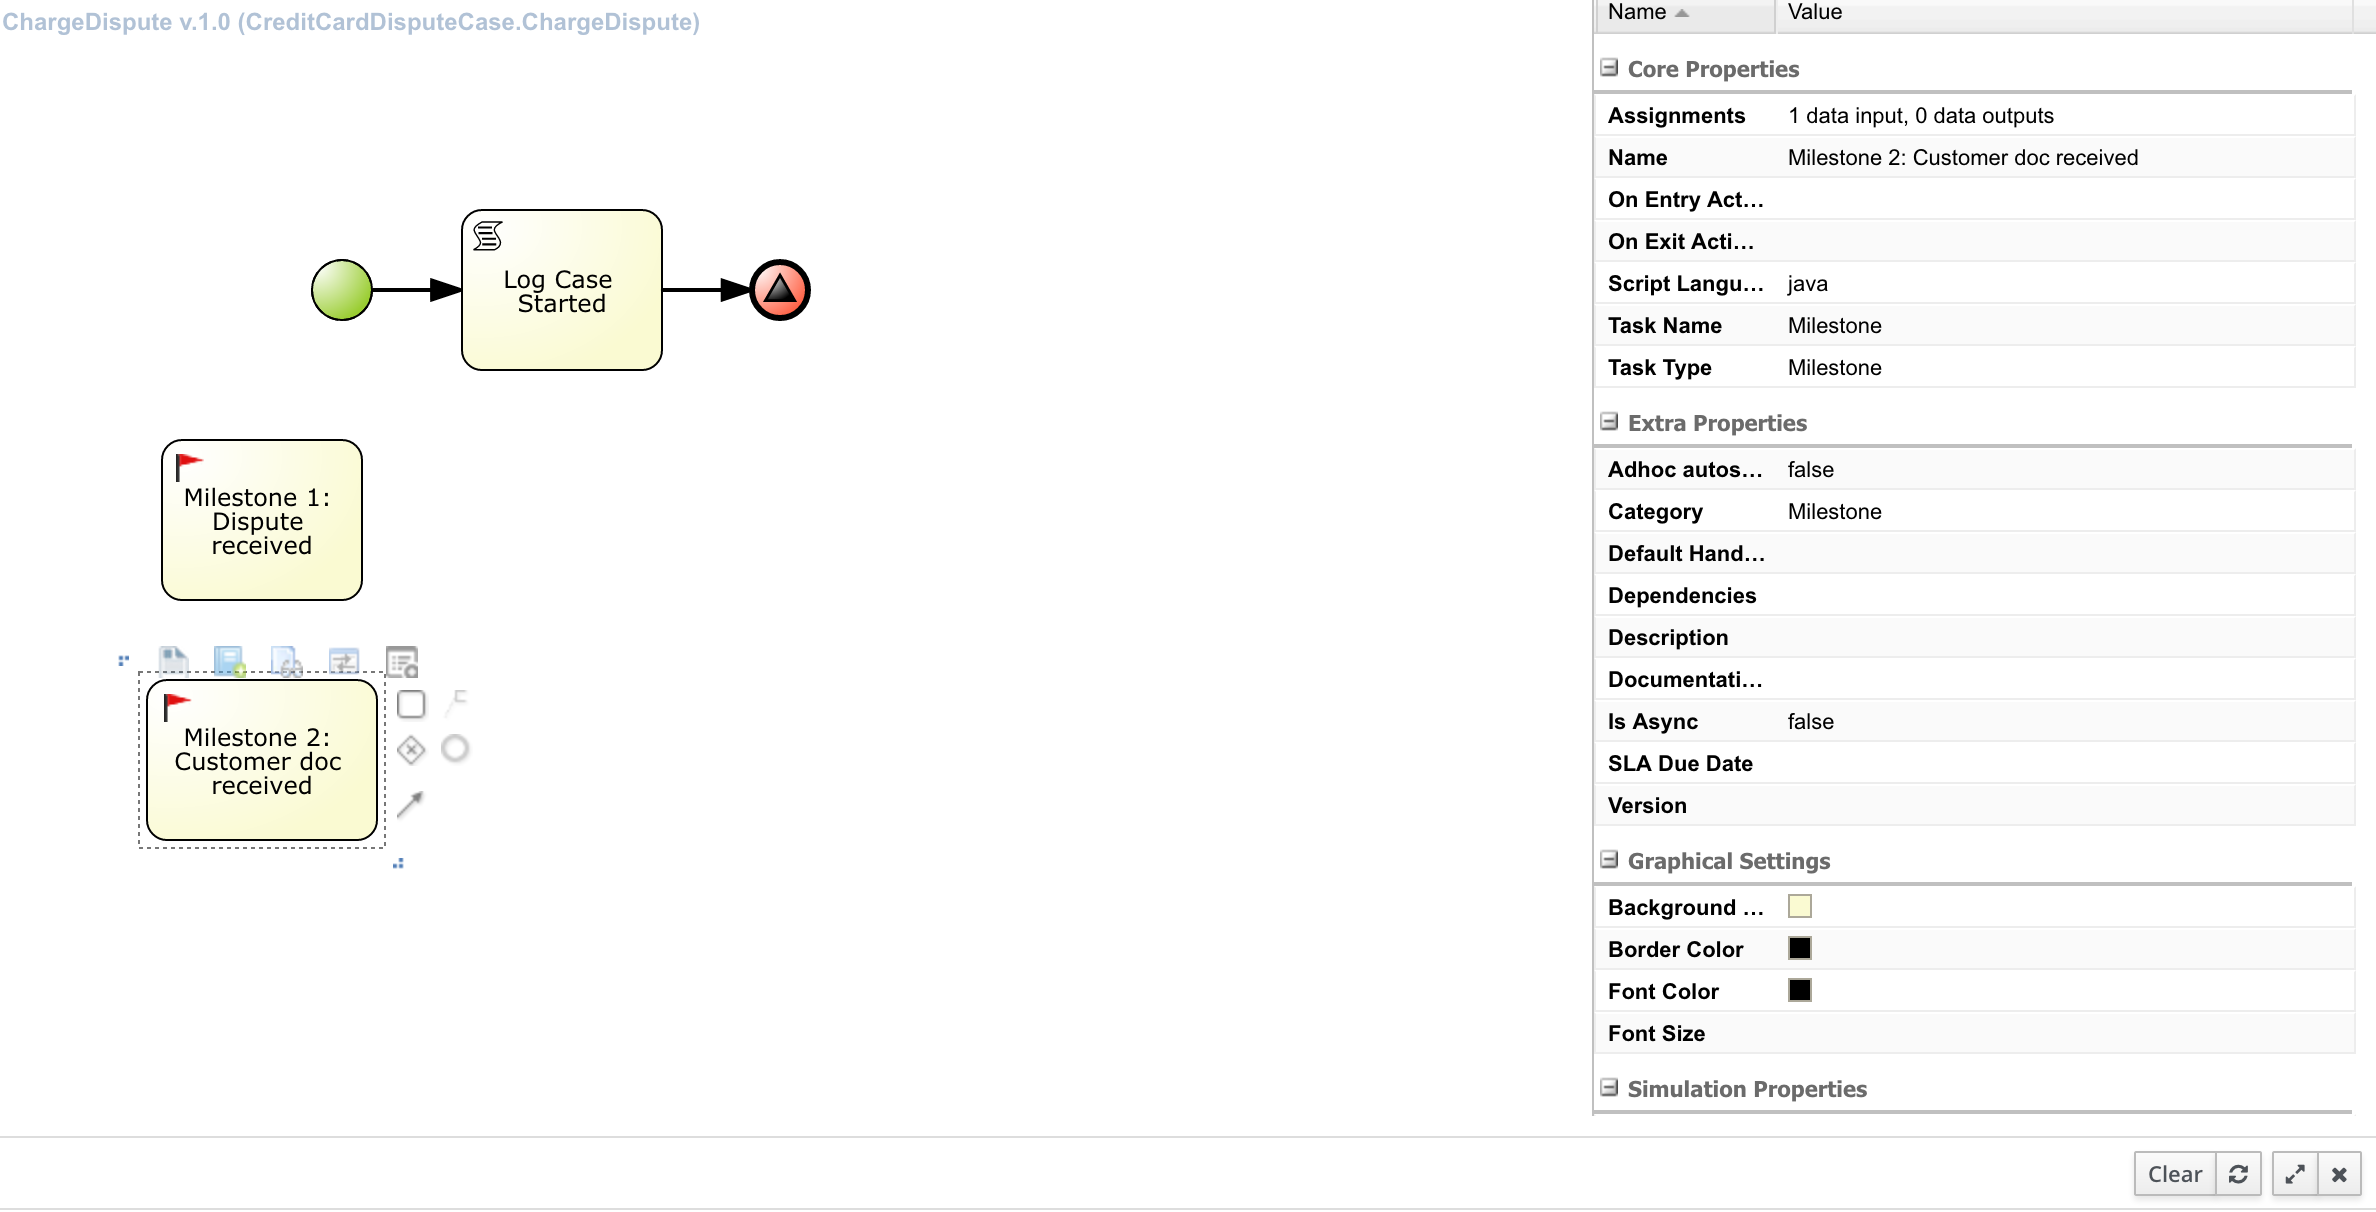 ChargeDispute v.1.0 (CreditCardDisputeCase.ChargeDispute)
Log Case
Started
Milestone 1:
Dispute
received
Milestone 2:
Customer doc
received
Name Value
Core Properties
Assignments 1 data input, 0 data outputs
Name Milestone 2: Customer doc received
On Entry Act...
On Exit Acti...
Script Langu... java
Task Name Milestone
Task Type Milestone
Extra Properties
Adhoc autos... false
Category Milestone
Default Hand...
Dependencies
Description
Documentati...
Is Async false
SLA Due Date
Version
Graphical Settings
Background ...
Border Color
Font Color
Font Size
Simulation Properties
Clear